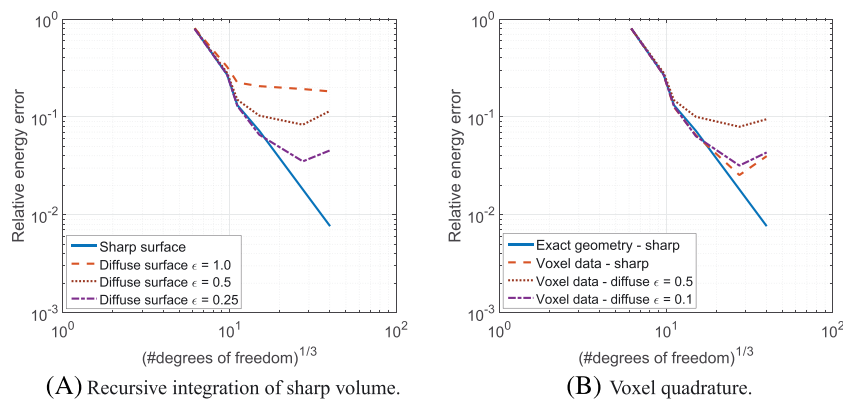 10^0
10^-1
10^-2
10^-3
Relative energy error
Sharp surface
Diffuse surface ϵ = 1.0
Diffuse surface ϵ = 0.5
Diffuse surface ϵ = 0.25
10^0
10^1
10^2
(#degrees of freedom)^1/3
(A) Recursive integration of sharp volume.
10^0
10^-1
10^-2
10^-3
Relative energy error
Exact geometry - sharp
Voxel data - sharp
Voxel data - diffuse ϵ = 0.5
Voxel data - diffuse ϵ = 0.1
10^0
10^1
10^2
(#degrees of freedom)^1/3
(B) Voxel quadrature.